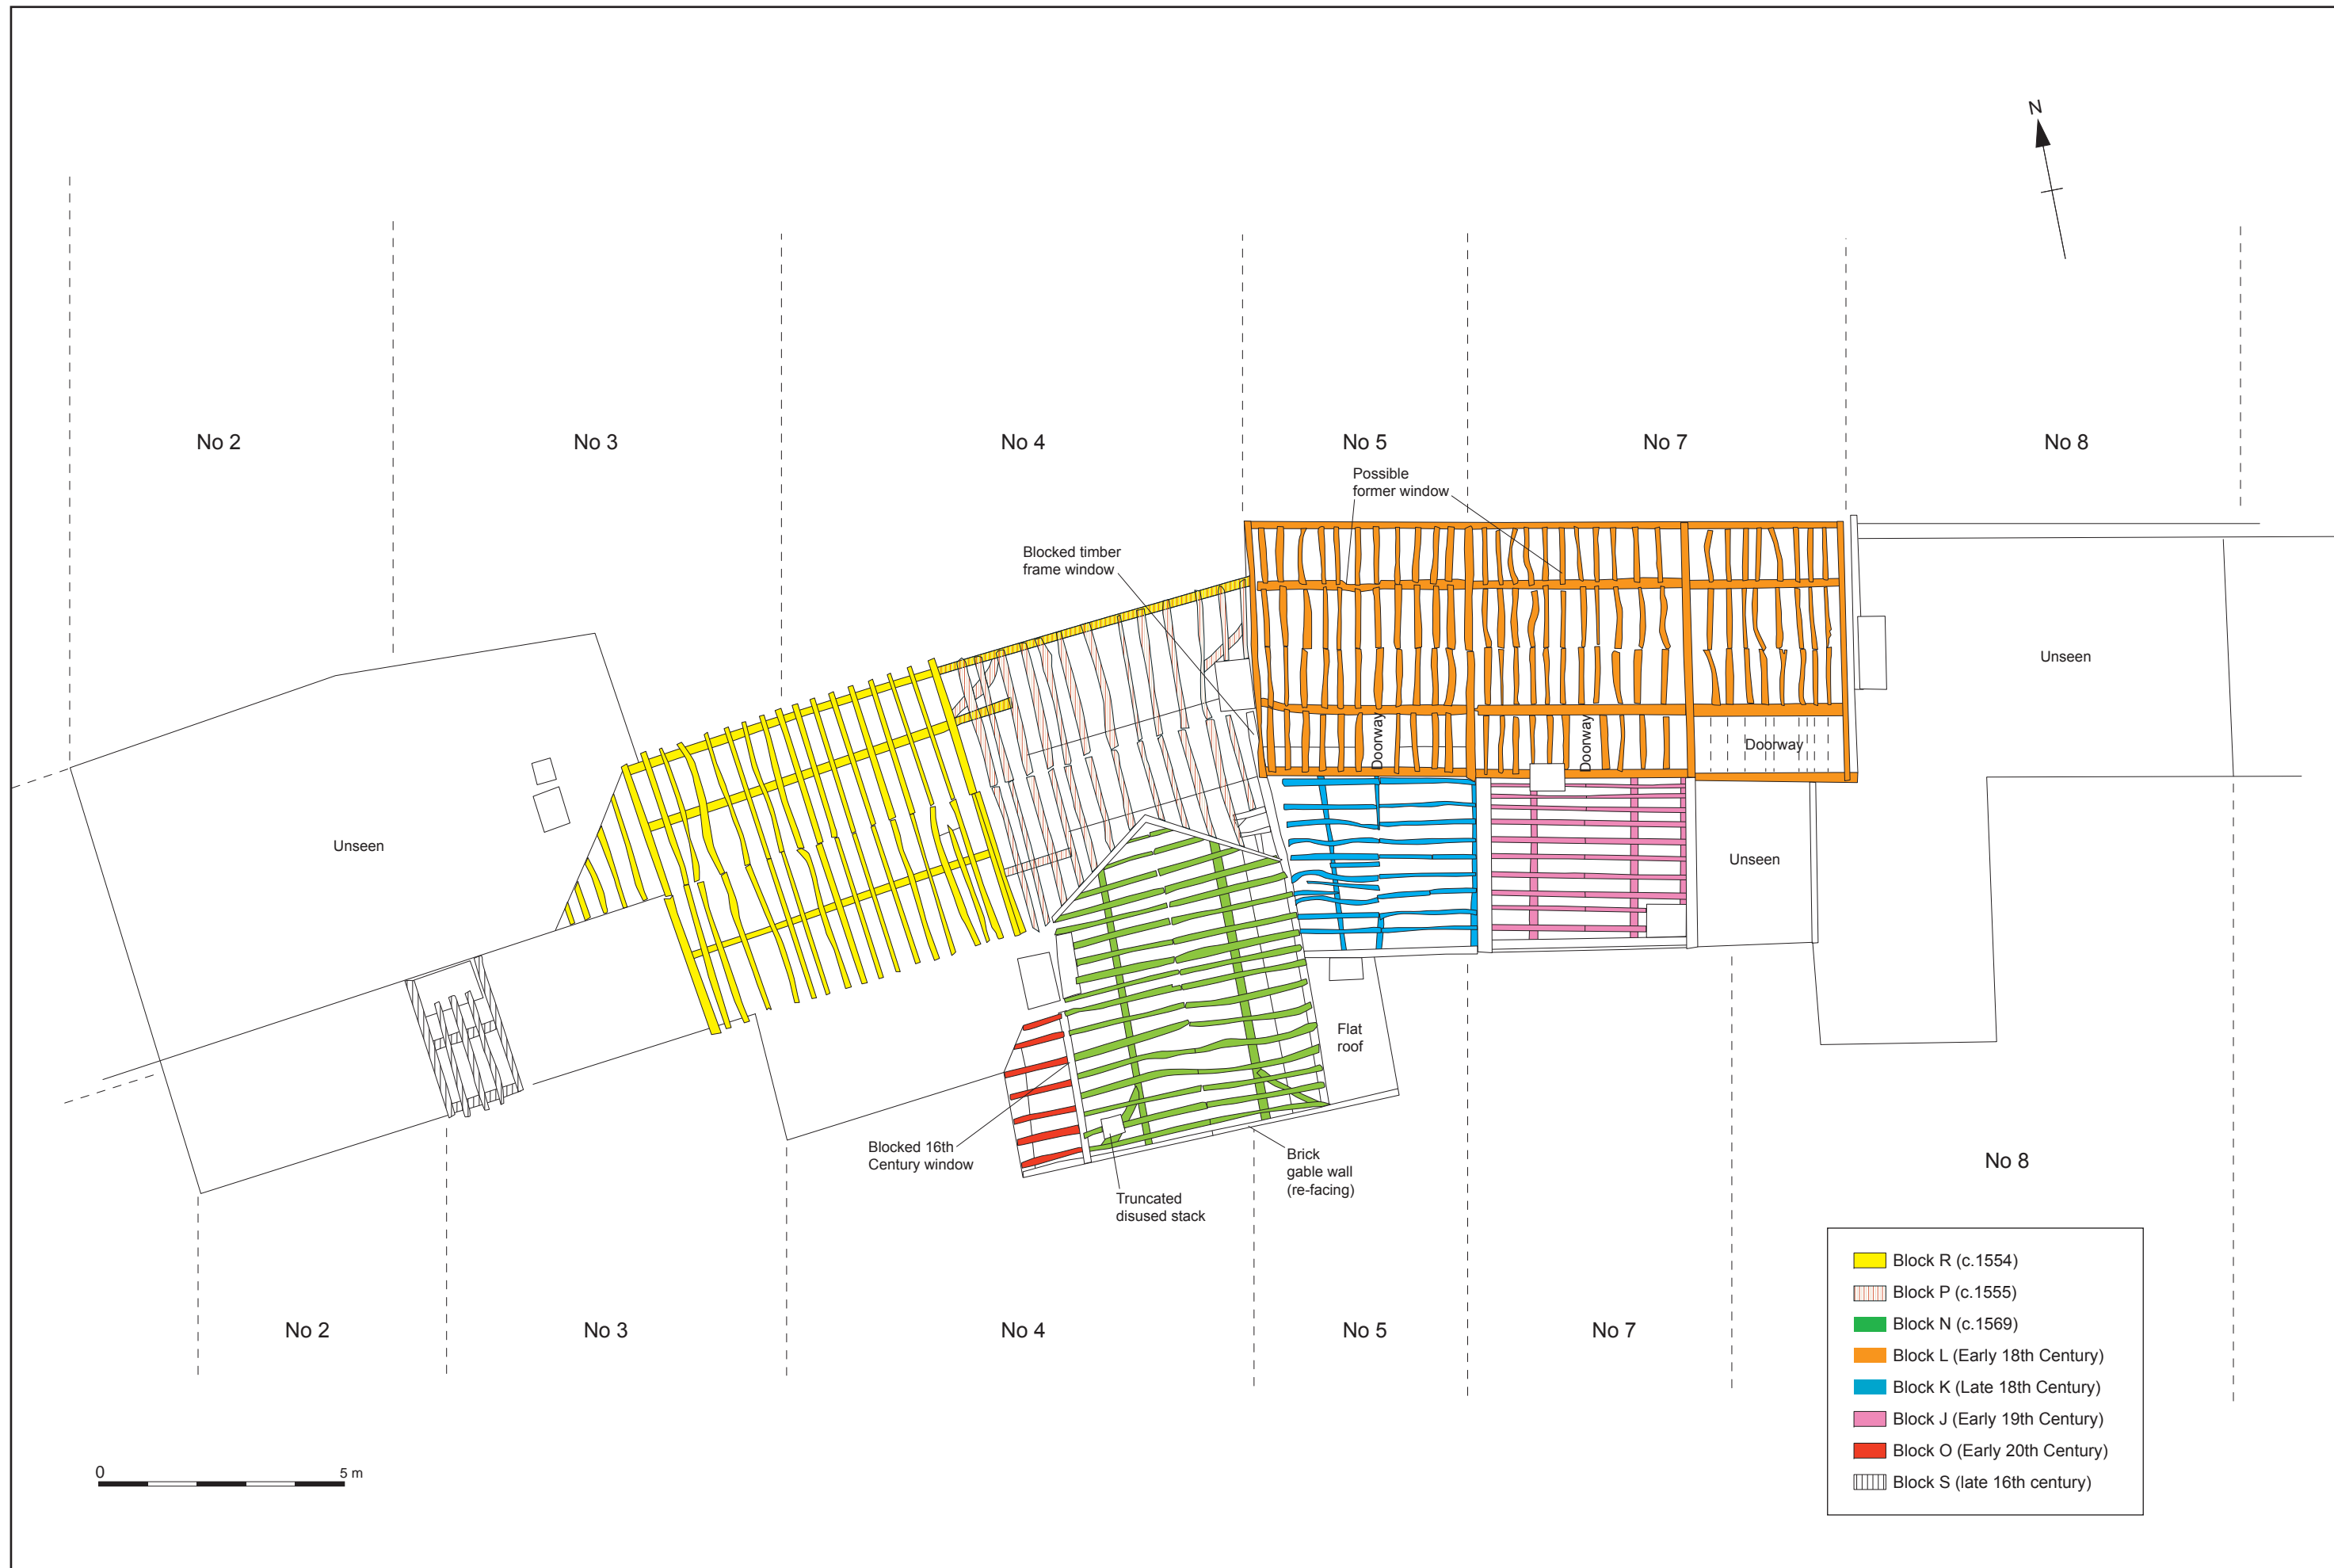 N
No 2
No 3
No 4
No 5
No 7
No 8
Possible
former window
Blocked timber
frame window
Unseen
Doorway
Doorway
Doorway
Unseen
Unseen
Flat
roof
Blocked 16th
Century window
Brick
gable wall
(re-facing)
Truncated
disused stack
No 8
No 2
No 3
No 4
No 5
No 7
Block R (c.1554)
Block P (c.1555)
Block N (c.1569)
Block L (Early 18th Century)
Block K (Late 18th Century)
Block J (Early 19th Century)
Block O (Early 20th Century)
Block S (late 16th century)
0 5 m